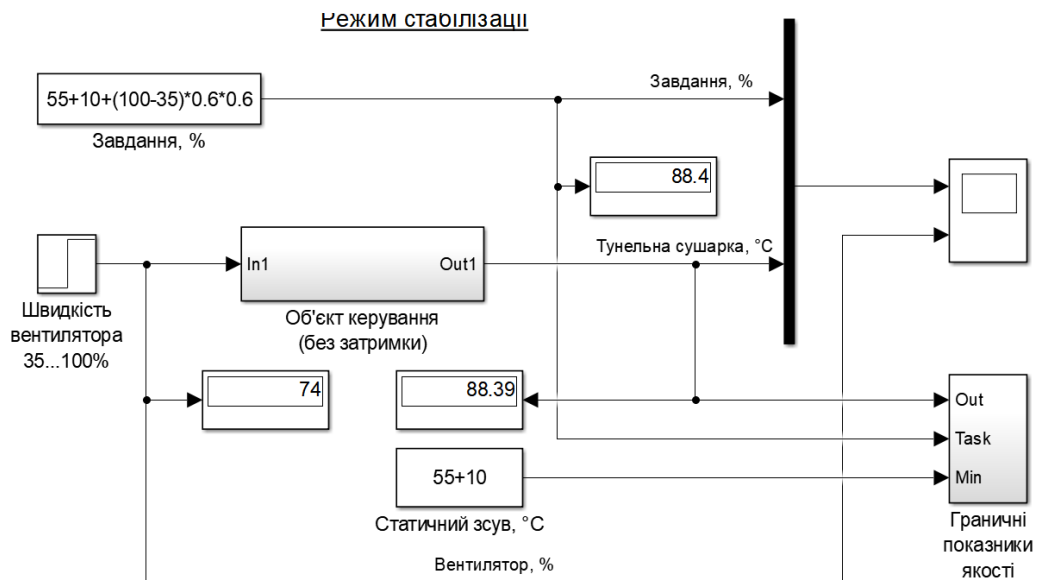 Режим стабілізації
55+10+(100-35)*0.6*0.6
Завдання, %
Завдання, %
88.4
Тунельна сушарка, °C
In1
Out1
Швидкість
вентилятора
35...100%
Об'єкт керування
(без затримки)
74
88.39
Out
Task
Min
55+10
Статичний зсув, °C
Граничні
показники
якості
Вентилятор, %